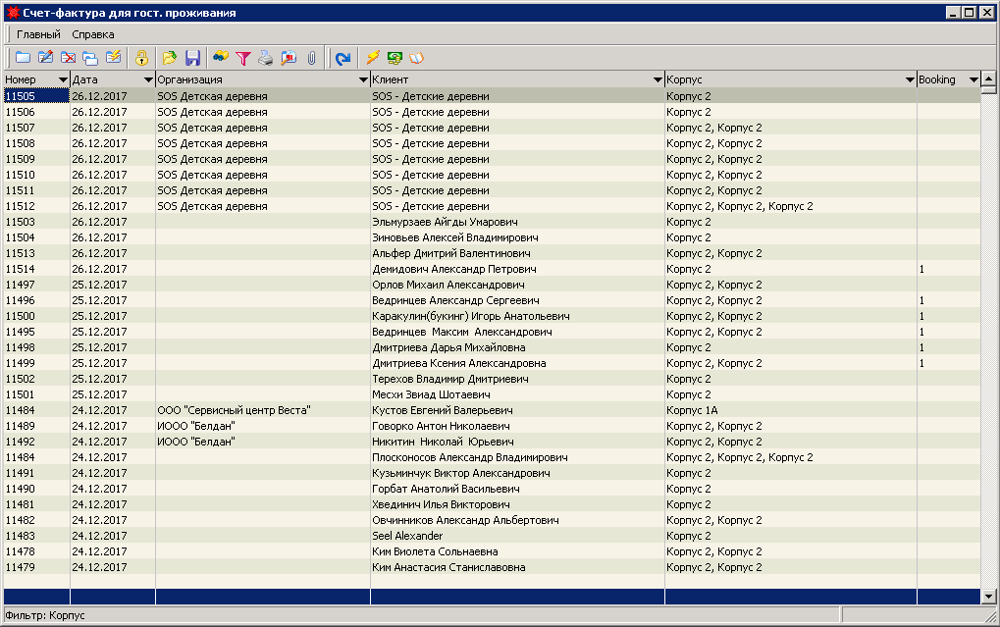 Счет-фактура для гост. проживания
Главный Справка
Номер Дата Организация Клиент Корпус Booking
11505 26.12.2017 SOS Детская деревня SOS - Детские деревни Корпус 2
11506 26.12.2017 SOS Детская деревня SOS - Детские деревни Корпус 2
11507 26.12.2017 SOS Детская деревня SOS - Детские деревни Корпус 2, Корпус 2
11508 26.12.2017 SOS Детская деревня SOS - Детские деревни Корпус 2, Корпус 2
11509 26.12.2017 SOS Детская деревня SOS - Детские деревни Корпус 2, Корпус 2
11510 26.12.2017 SOS Детская деревня SOS - Детские деревни Корпус 2, Корпус 2
11511 26.12.2017 SOS Детская деревня SOS - Детские деревни Корпус 2, Корпус 2
11512 26.12.2017 SOS Детская деревня SOS - Детские деревни Корпус 2, Корпус 2, Корпус 2
11503 26.12.2017 Эльмурзаев Айгды Умарович Корпус 2
11504 26.12.2017 Зиновьев Алексей Владимирович Корпус 2
11513 26.12.2017 Альфер Дмитрий Валентинович Корпус 2, Корпус 2
11514 26.12.2017 Демидович Александр Петрович Корпус 2 1
11497 25.12.2017 Орлов Михаил Александрович Корпус 2, Корпус 2
11496 25.12.2017 Ведринцев Александр Сергеевич Корпус 2, Корпус 2 1
11500 25.12.2017 Каракулин(букинг) Игорь Анатольевич Корпус 2, Корпус 2 1
11495 25.12.2017 Ведринцев Максим Александрович Корпус 2, Корпус 2 1
11498 25.12.2017 Дмитриева Дарья Михайловна Корпус 2 1
11499 25.12.2017 Дмитриева Ксения Александровна Корпус 2, Корпус 2 1
11502 25.12.2017 Терехов Владимир Дмитриевич Корпус 2
11501 25.12.2017 Месхи Звиад Шотаевич Корпус 2
11484 24.12.2017 ООО "Сервисный центр Веста" Кустов Евгений Валерьевич Корпус 1А
11489 24.12.2017 ИООО "Белдан" Говорко Антон Николаевич Корпус 2, Корпус 2
11492 24.12.2017 ИООО "Белдан" Никитин Николай Юрьевич Корпус 2, Корпус 2
11484 24.12.2017 Плосконосов Александр Владимирович Корпус 2, Корпус 2, Корпус 2
11491 24.12.2017 Кузьминчук Виктор Александрович Корпус 2
11490 24.12.2017 Горбат Анатолий Васильевич Корпус 2
11481 24.12.2017 Хвединич Илья Викторович Корпус 2
11482 24.12.2017 Овчинников Александр Альбертович Корпус 2, Корпус 2
11483 24.12.2017 Seel Alexander Корпус 2
11478 24.12.2017 Ким Виолета Сольнаевна Корпус 2, Корпус 2
11479 24.12.2017 Ким Анастасия Станиславовна Корпус 2, Корпус 2
Фильтр: Корпус